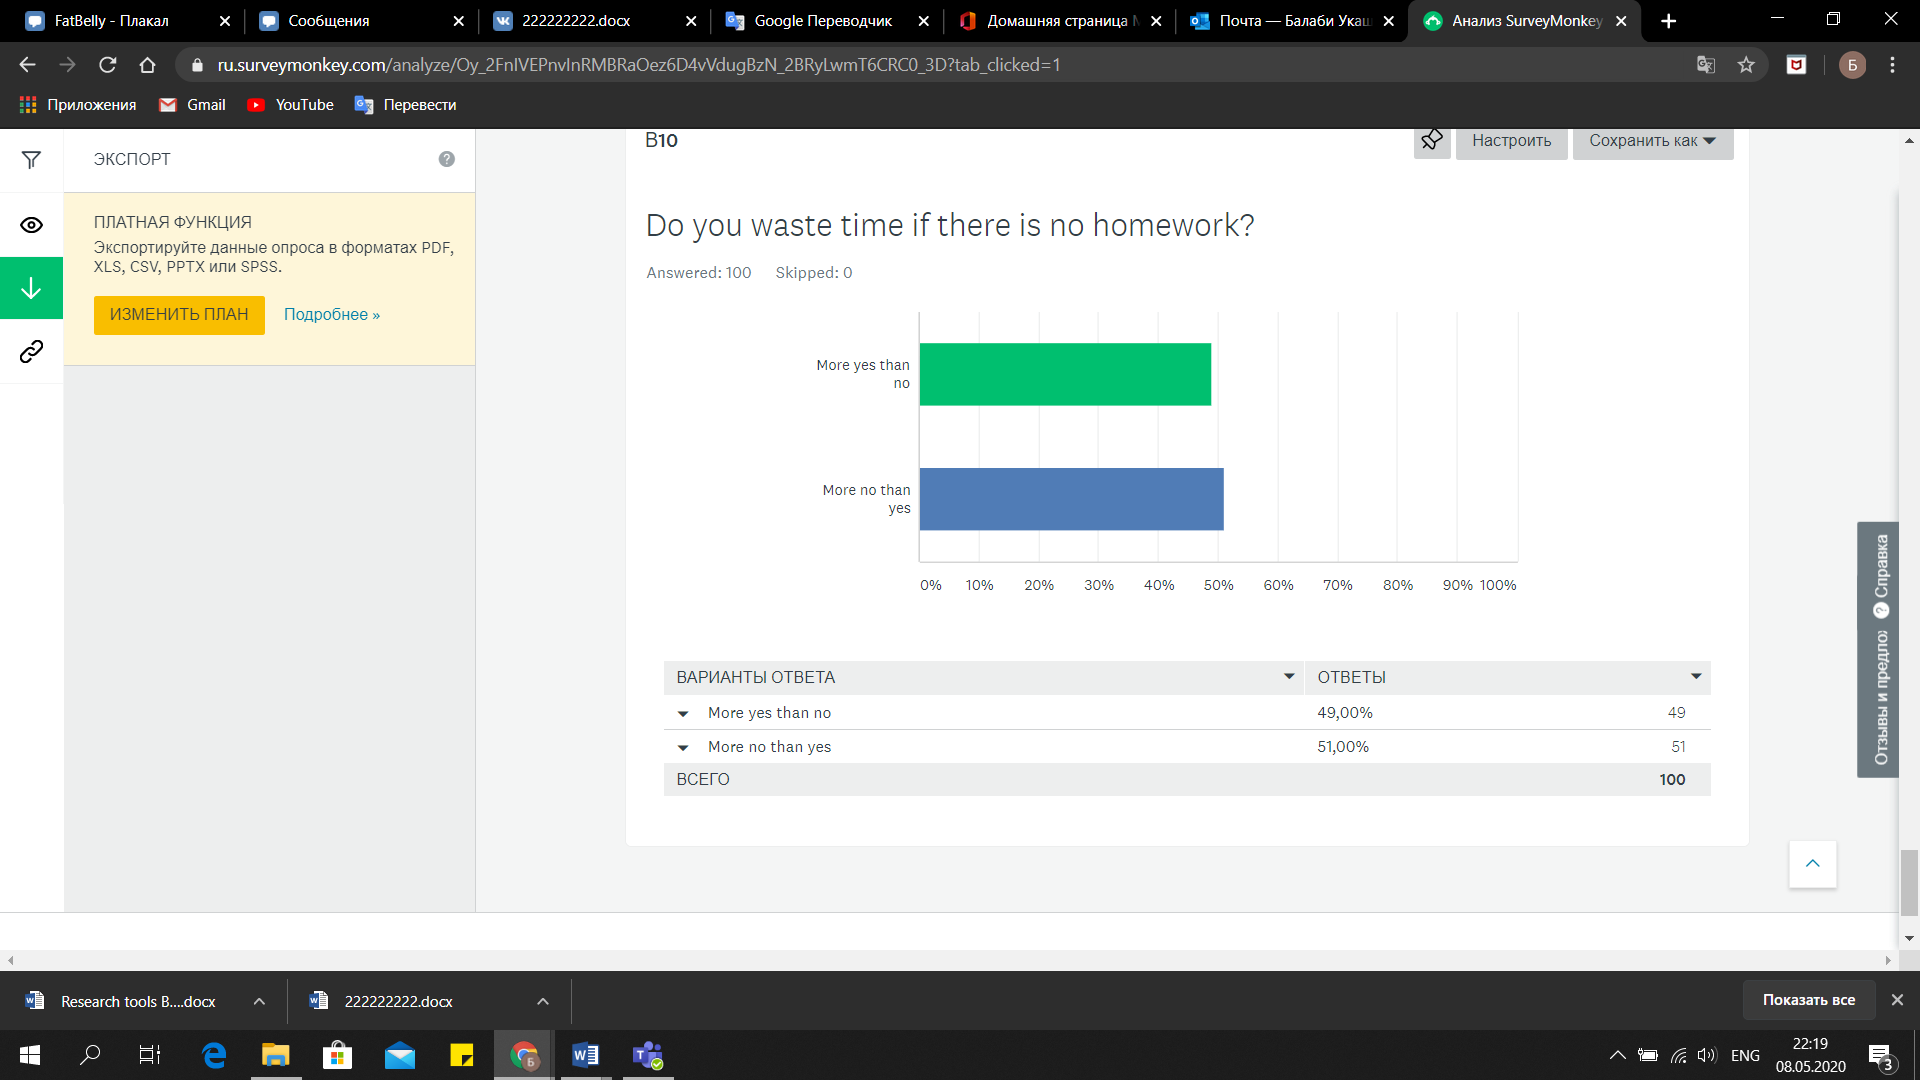 FatBelly - Плакал
Сообщения
222222222.docx
Google Переводчик
Домашняя страница
Почта — Балаби Укаш
Анализ SurveyMonkey
ru.surveymonkey.com/analyze/Oy_2FnIVEPnvInRMBRaOez6D4vVdugBzN_2BRyLwmT6CRC0_3D?tab_clicked=1
Б
Приложения
Gmail
YouTube
Перевести
ЭКСПОРТ
ПЛАТНАЯ ФУНКЦИЯ
Экспортируйте данные опроса в форматах PDF,
XLS, CSV, PPTX или SPSS.
ИЗМЕНИТЬ ПЛАН
Подробнее »
В10
Настроить
Сохранить как
Do you waste time if there is no homework?
Answered: 100 Skipped: 0
More yes than
no
More no than
yes
0% 10% 20% 30% 40% 50% 60% 70% 80% 90% 100%
ВАРИАНТЫ ОТВЕТА ОТВЕТЫ
More yes than no 49,00% 49
More no than yes 51,00% 51
ВСЕГО 100
Справка
Отзывы и предло
Research tools B....docx
222222222.docx
Показать все
ENG
22:19
08.05.2020
3